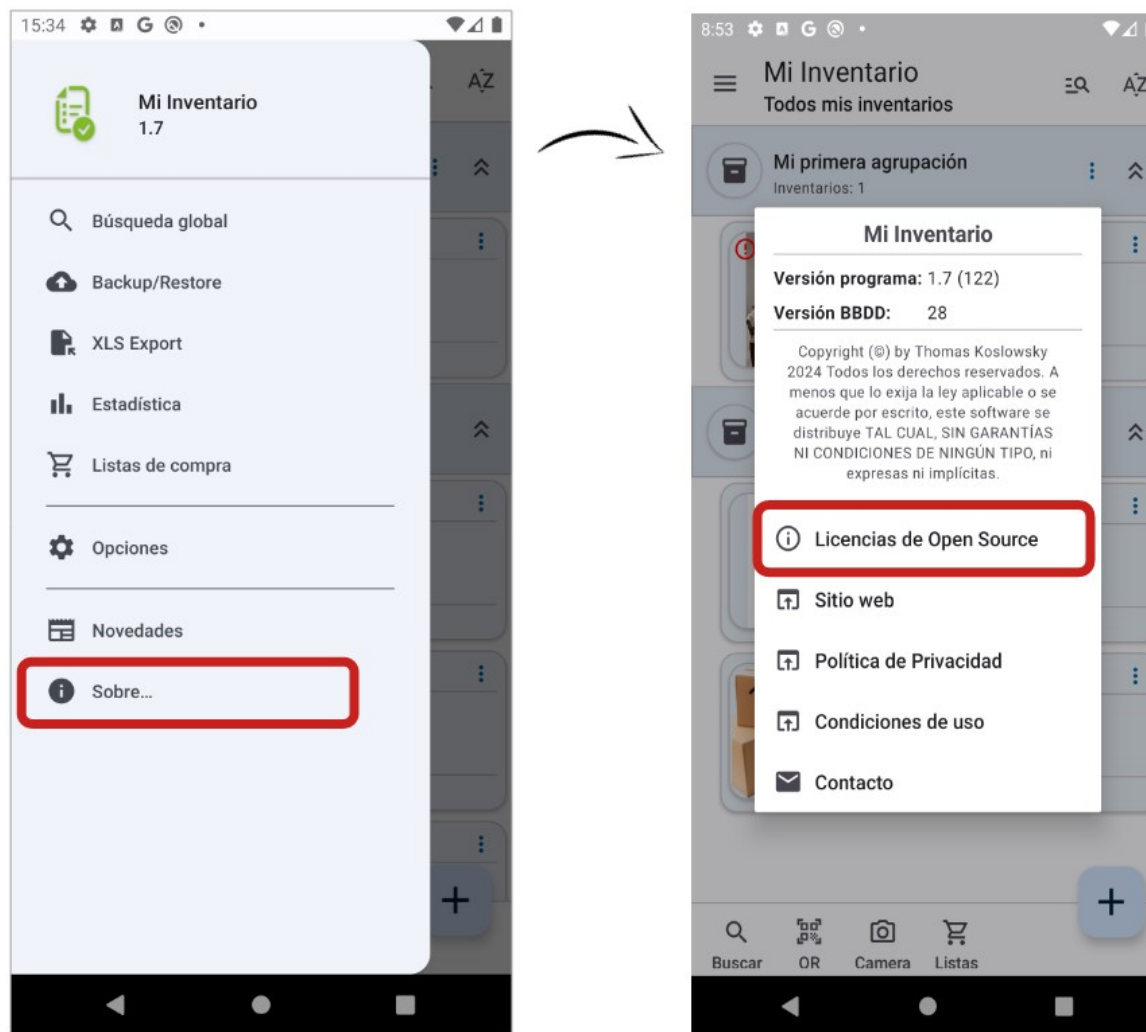 15:34
Mi Inventario
1.7
Búsqueda global
Backup/Restore
XLS Export
Estadística
Listas de compra
Opciones
Novedades
Sobre...
AZ
8:53
Mi Inventario
Todos mis inventarios
AZ
Mi primera agrupación
Inventarios: 1
Mi Inventario
Versión programa: 1.7 (122)
Versión BBDD: 28
Copyright (©) by Thomas Koslowsky
2024 Todos los derechos reservados. A
menos que lo exija la ley aplicable o se
acuerde por escrito, este software se
distribuye TAL CUAL, SIN GARANTÍAS
NI CONDICIONES DE NINGÚN TIPO, ni
expresas ni implícitas.
Licencias de Open Source
Sitio web
Política de Privacidad
Condiciones de uso
Contacto
Buscar QR Camera Listas